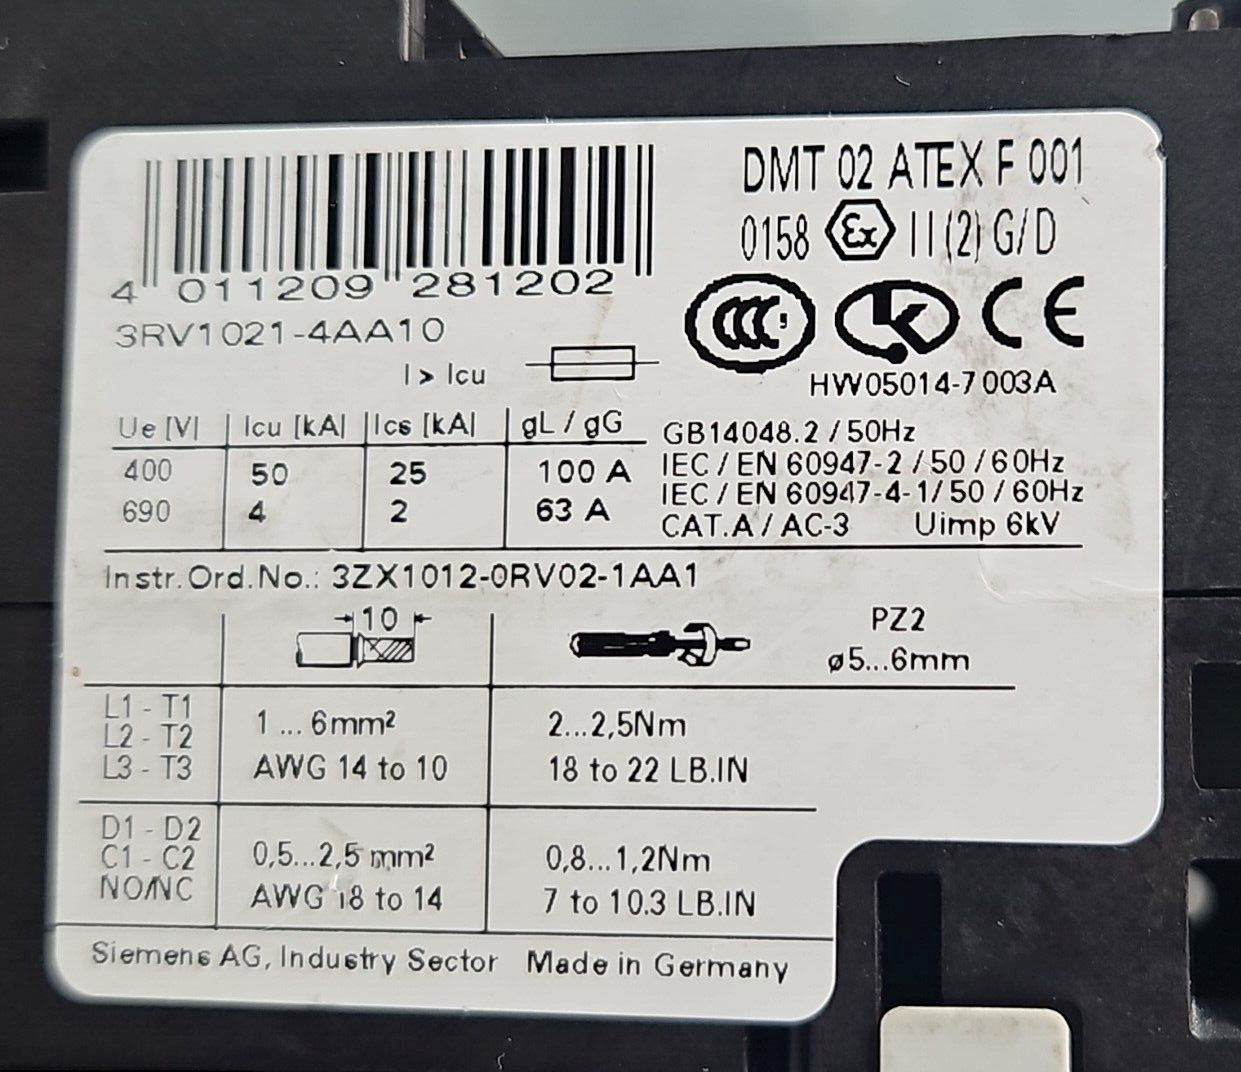 DMT 02 ATEX F 001
0158 Ex II(2) G/D
4 011209 281202
3RV1021-4AA10
CCC K CE
HW05014-7003A
I > Icu
Ue [V] Icu [kA] Ics [kA] gL / gG
400 50 25 100 A
690 4 2 63 A
GB14048.2 / 50Hz
IEC / EN 60947-2 / 50 / 60Hz
IEC / EN 60947-4-1 / 50 / 60Hz
CAT.A / AC-3 Uimp 6kV
Instr.Ord.No.: 3ZX1012-0RV02-1AA1
10
PZ2
ø5...6mm
L1 - T1
L2 - T2
L3 - T3
1 ... 6mm²
AWG 14 to 10
2...2,5Nm
18 to 22 LB.IN
D1 - D2
C1 - C2
NO/NC
0,5...2,5 mm²
AWG 18 to 14
0,8...1,2Nm
7 to 10.3 LB.IN
Siemens AG, Industry Sector Made in Germany